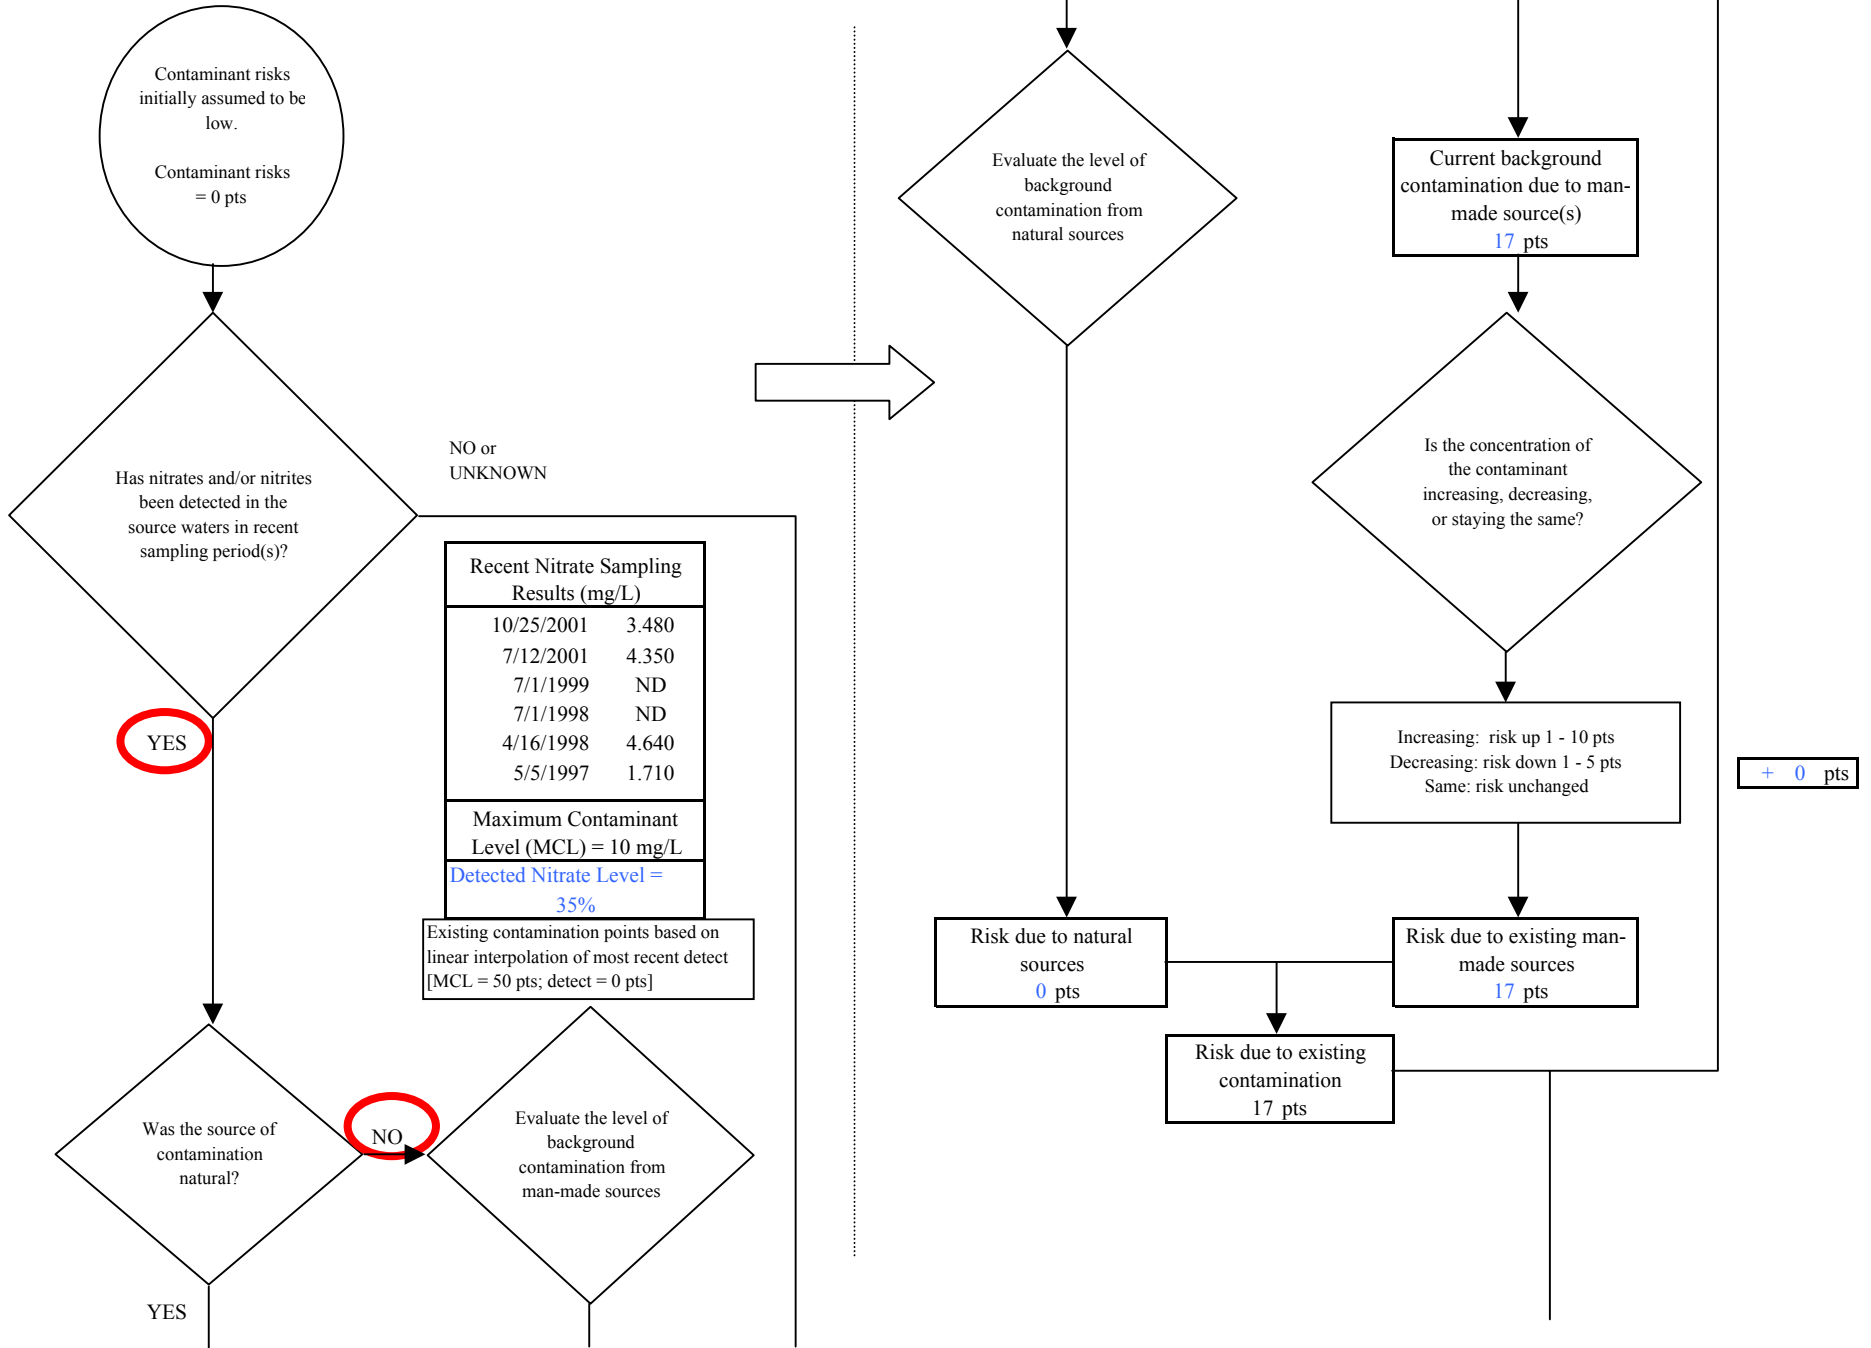 Contaminant risks
initially assumed to be
low.
Contaminant risks
= 0 pts
Has nitrates and/or nitrites
been detected in the
source waters in recent
sampling period(s)?
NO or
UNKNOWN
YES
Recent Nitrate Sampling
Results (mg/L)
10/25/2001 3.480
7/12/2001 4.350
7/1/1999 ND
7/1/1998 ND
4/16/1998 4.640
5/5/1997 1.710
Maximum Contaminant
Level (MCL) = 10 mg/L
Detected Nitrate Level =
35%
Existing contamination points based on
linear interpolation of most recent detect
[MCL = 50 pts; detect = 0 pts]
Was the source of
contamination
natural?
NO
YES
Evaluate the level of
background
contamination from
man-made sources
Evaluate the level of
background
contamination from
natural sources
Current background
contamination due to man-
made source(s)
17 pts
Is the concentration of
the contaminant
increasing, decreasing,
or staying the same?
Increasing: risk up 1 - 10 pts
Decreasing: risk down 1 - 5 pts
Same: risk unchanged
+ 0 pts
Risk due to natural
sources
0 pts
Risk due to existing man-
made sources
17 pts
Risk due to existing
contamination
17 pts